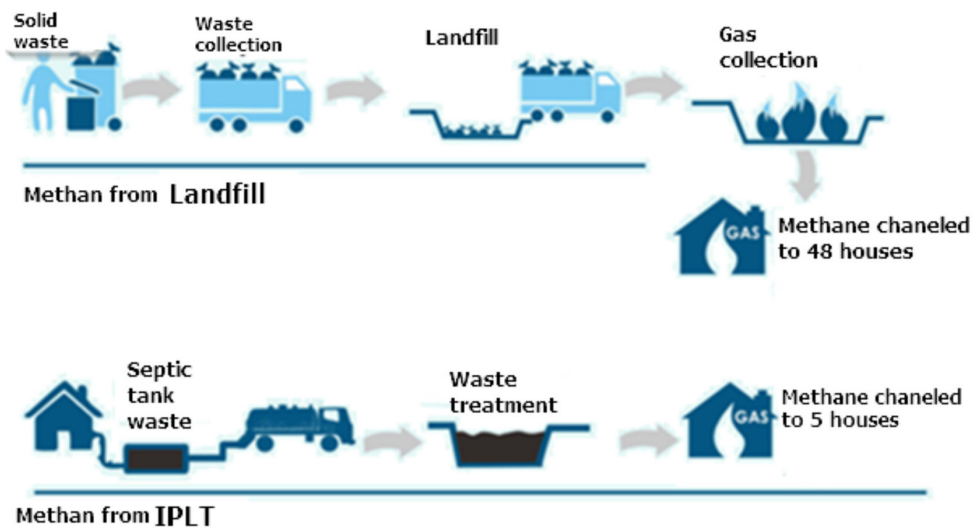 Solid
waste
Waste
collection
Landfill
Gas
collection
Methan from Landfill
GAS
Methane chaneled
to 48 houses
Septic
tank
waste
Waste
treatment
GAS
Methane chaneled
to 5 houses
Methan from IPLT